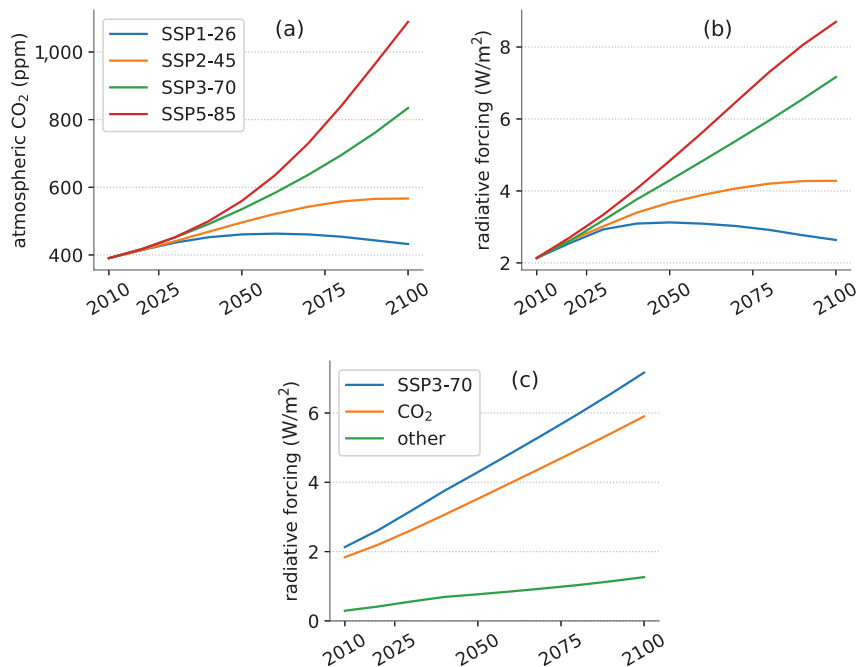 (a)
SSP1-26
SSP2-45
SSP3-70
SSP5-85
atmospheric CO₂ (ppm)
1,000
800
600
400
2010
2025
2050
2075
2100
(b)
radiative forcing (W/m²)
8
6
4
2
2010
2025
2050
2075
2100
(c)
SSP3-70
CO₂
other
radiative forcing (W/m²)
6
4
2
0
2010
2025
2050
2075
2100